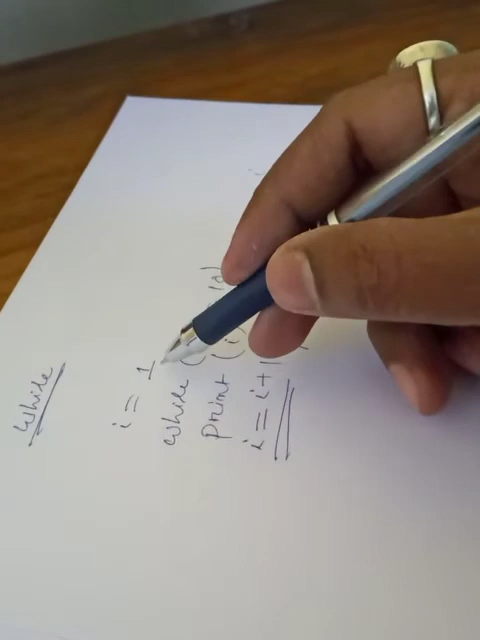 while
i = 1
while (
print (i)
i = i + 1